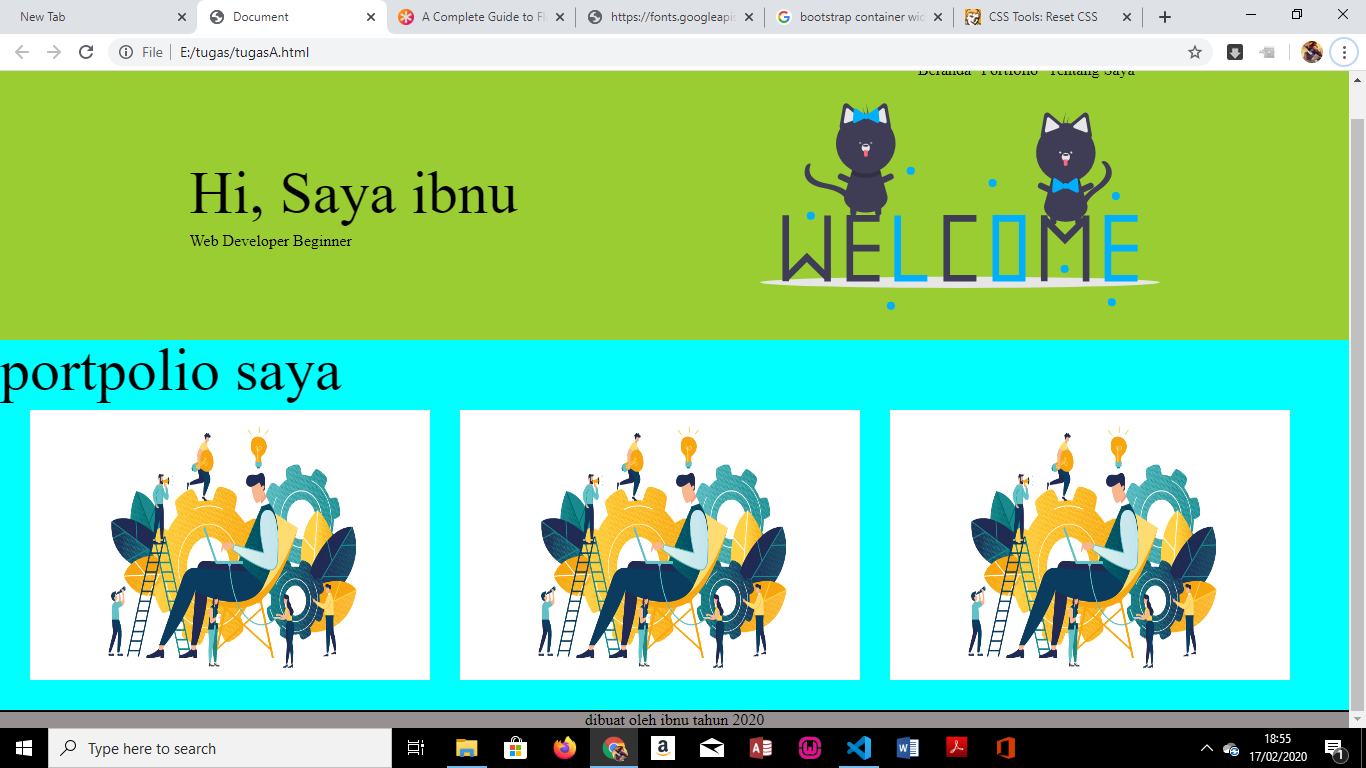 New Tab
Document
A Complete Guide to Fl
https://fonts.googleapis
bootstrap container wid
CSS Tools: Reset CSS
File
E:/tugas/tugasA.html
Beranda Portfolio Tentang Saya
Hi, Saya ibnu
Web Developer Beginner
WELCOME
portpolio saya
dibuat oleh ibnu tahun 2020
Type here to search
18:55
17/02/2020
1